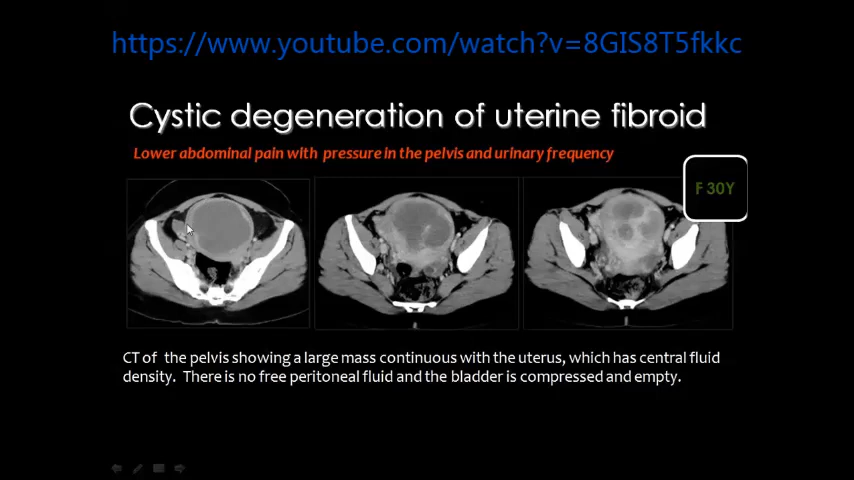 https://www.youtube.com/watch?v=8GIS8T5fkkc
Cystic degeneration of uterine fibroid
Lower abdominal pain with pressure in the pelvis and urinary frequency
F 30Y
CT of the pelvis showing a large mass continuous with the uterus, which has central fluid
density. There is no free peritoneal fluid and the bladder is compressed and empty.